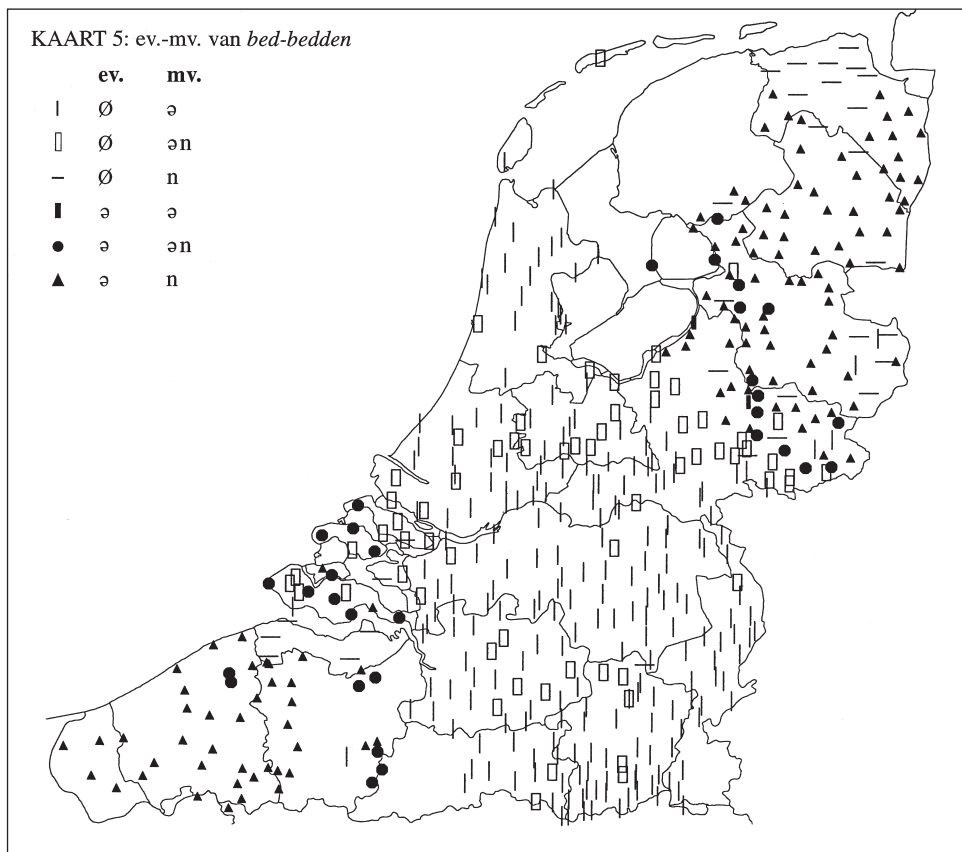 KAART 5: ev.-mv. van bed-bedden
ev. mv.
Ø ə
Ø ən
Ø n
ə ə
ə ən
ə n